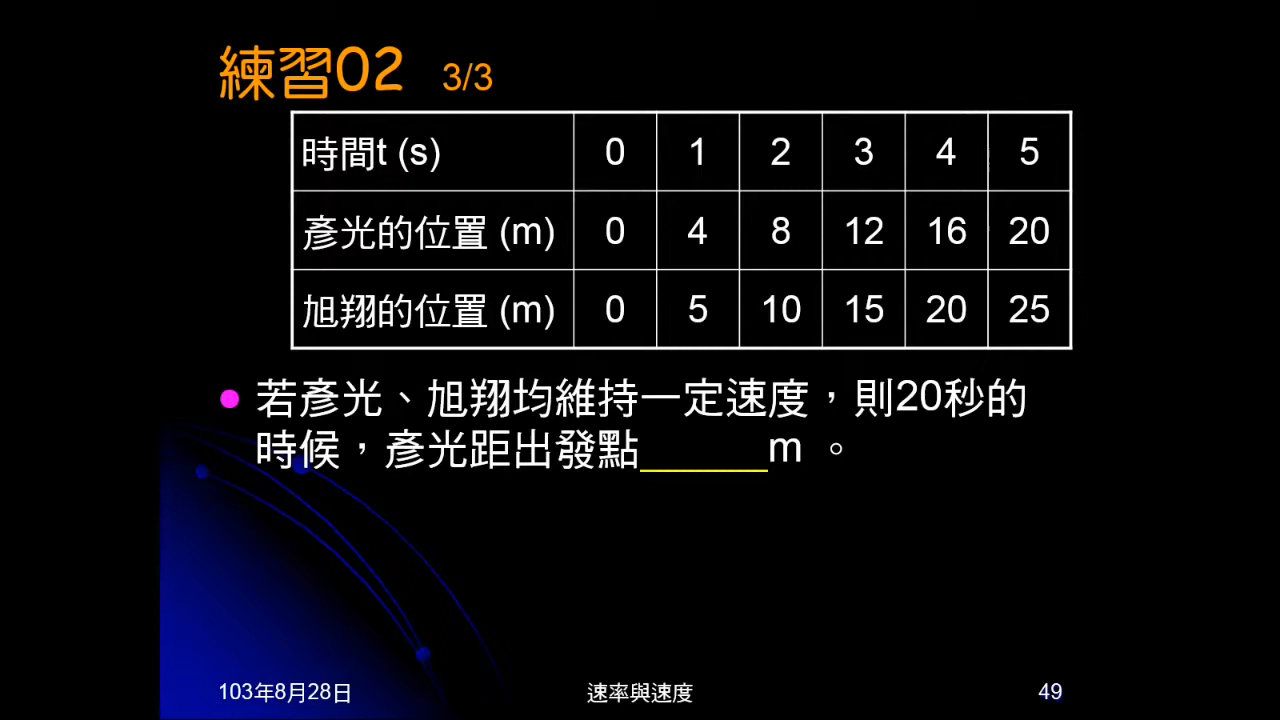 練習02 3/3
時間t (s) 0 1 2 3 4 5
彥光的位置 (m) 0 4 8 12 16 20
旭翔的位置 (m) 0 5 10 15 20 25
若彥光、旭翔均維持一定速度，則20秒的
時候，彥光距出發點______m 。
103年8月28日 速率與速度 49